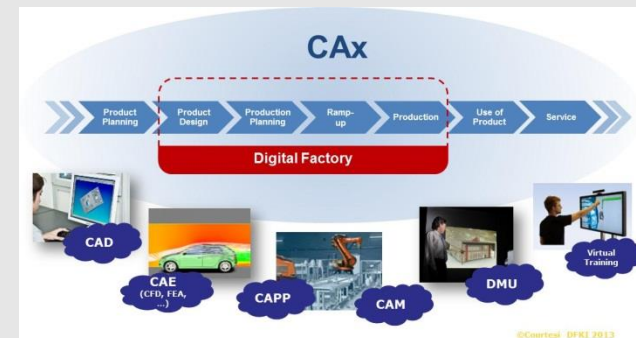 CAx
Product
Planning
Product
Design
Production
Planning
Ramp-
up
Production
Use of
Product
Service
Digital Factory
CAD
CAE
(CFD, FEA,
...)
CAPP
CAM
DMU
Virtual
Training
©Courtesi DFKI 2013